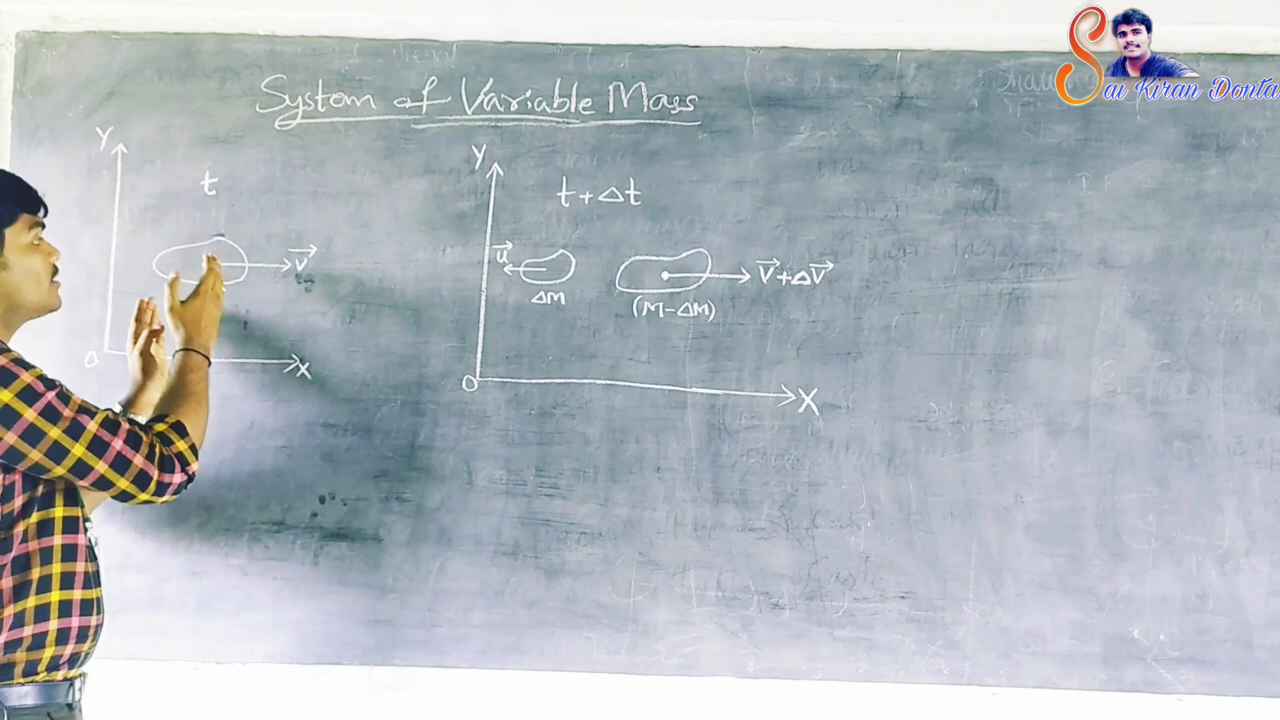 Sai Kiran Donta
System of Variable Mass
Y
t
v⃗
O
X
Y
t + Δt
u⃗
ΔM
v⃗ + Δv⃗
(M - ΔM)
O
X